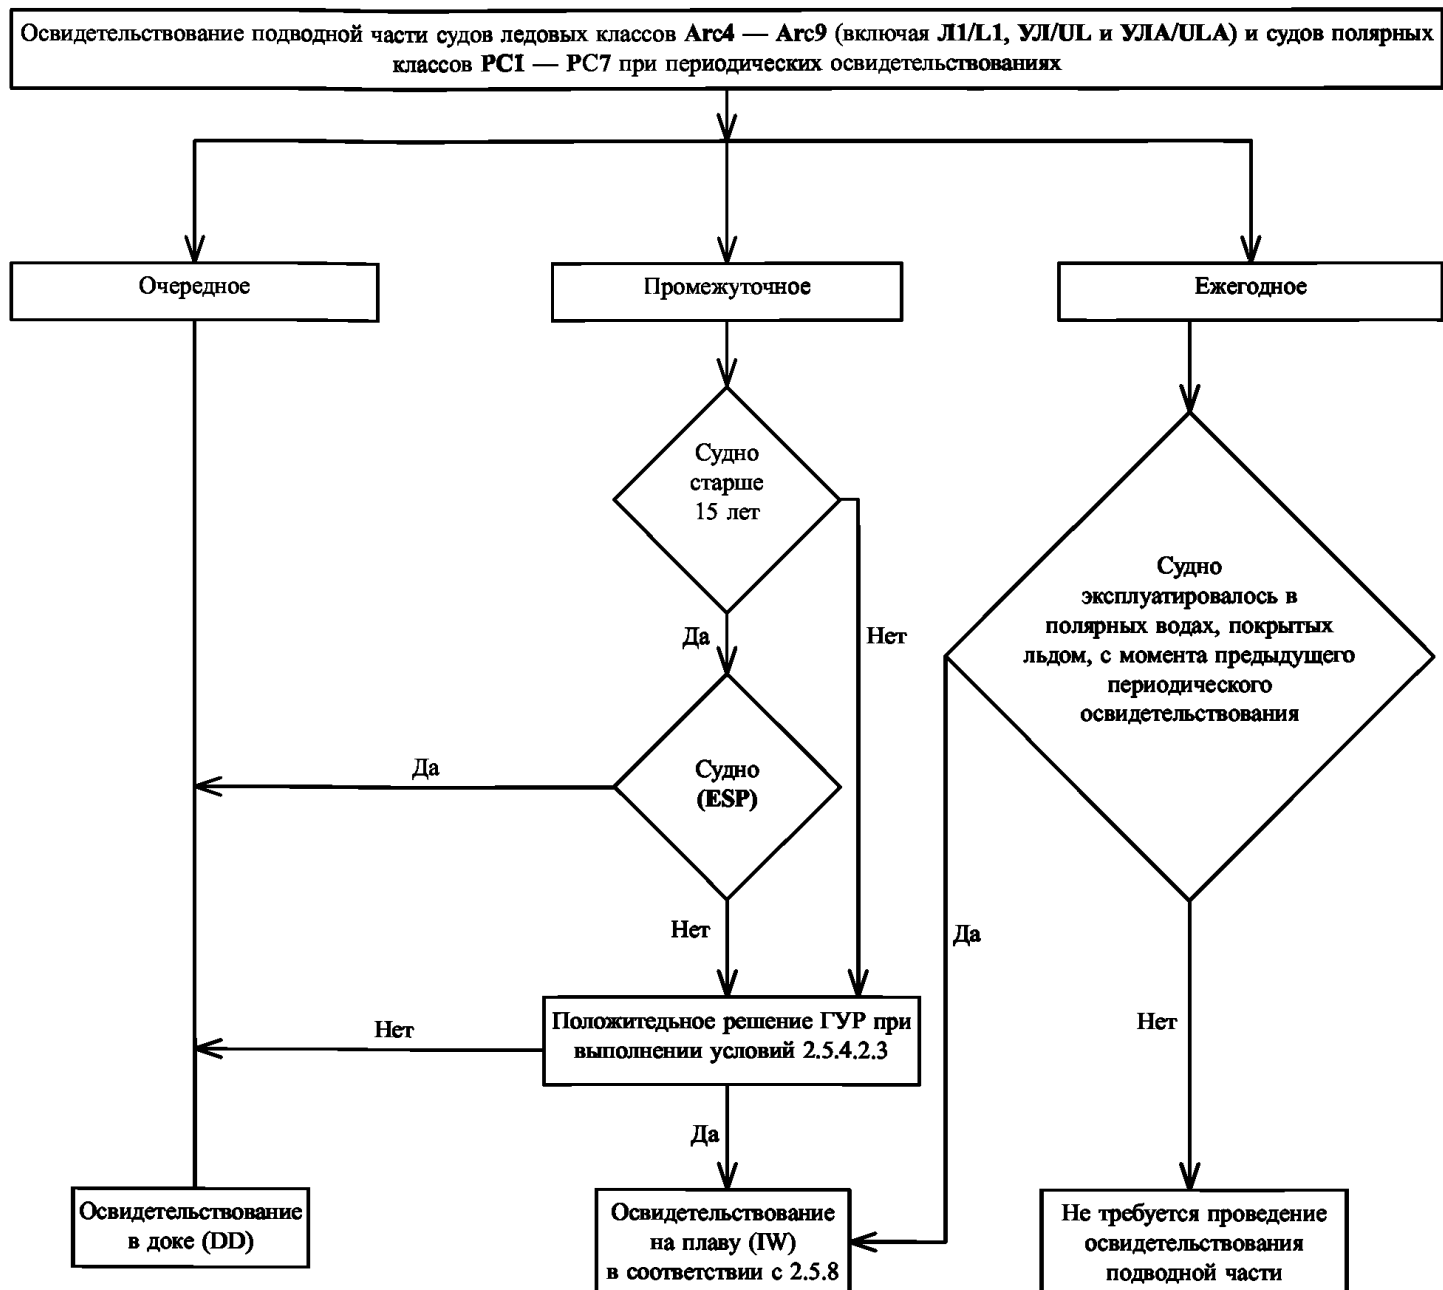 Освидетельствование подводной части судов ледовых классов Arc4 — Arc9 (включая Л1/L1, УЛ/UL и УЛА/ULA) и судов полярных
классов PC1 — PC7 при периодических освидетельствованиях
Очередное
Промежуточное
Ежегодное
Судно
старше
15 лет
Судно
эксплуатировалось в
полярных водах, покрытых
льдом, с момента предыдущего
периодического
освидетельствования
Да
Нет
Судно
(ESP)
Да
Нет
Да
Положитедьное решение ГУР при
выполнении условий 2.5.4.2.3
Нет
Нет
Да
Освидетельствование
в доке (DD)
Освидетельствование
на плаву (IW)
в соответствии с 2.5.8
Не требуется проведение
освидетельствования
подводной части